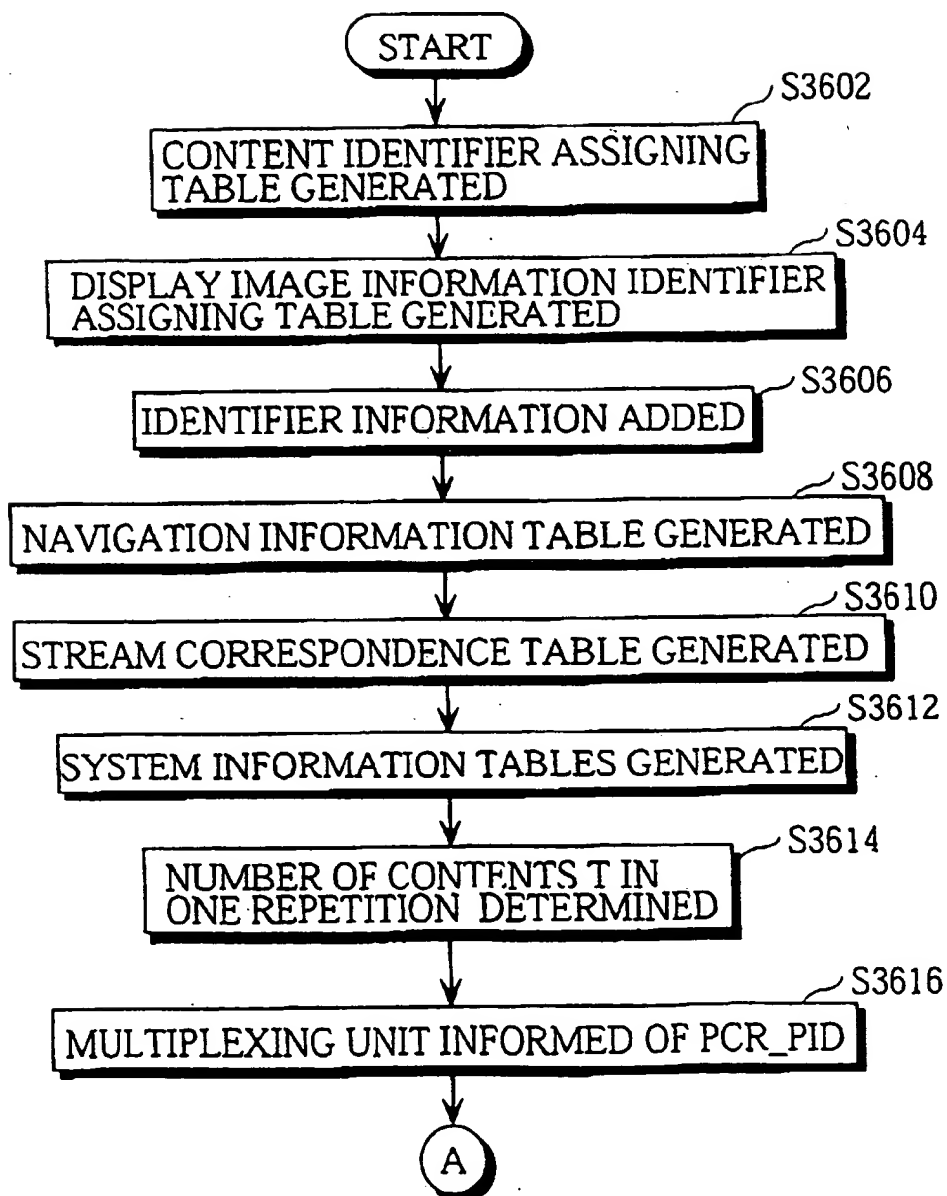 START
S3602
CONTENT IDENTIFIER ASSIGNING
TABLE GENERATED
S3604
DISPLAY IMAGE INFORMATION IDENTIFIER
ASSIGNING TABLE GENERATED
S3606
IDENTIFIER INFORMATION ADDED
S3608
NAVIGATION INFORMATION TABLE GENERATED
S3610
STREAM CORRESPONDENCE TABLE GENERATED
S3612
SYSTEM INFORMATION TABLES GENERATED
S3614
NUMBER OF CONTENTS T IN
ONE REPETITION DETERMINED
S3616
MULTIPLEXING UNIT INFORMED OF PCR_PID
A